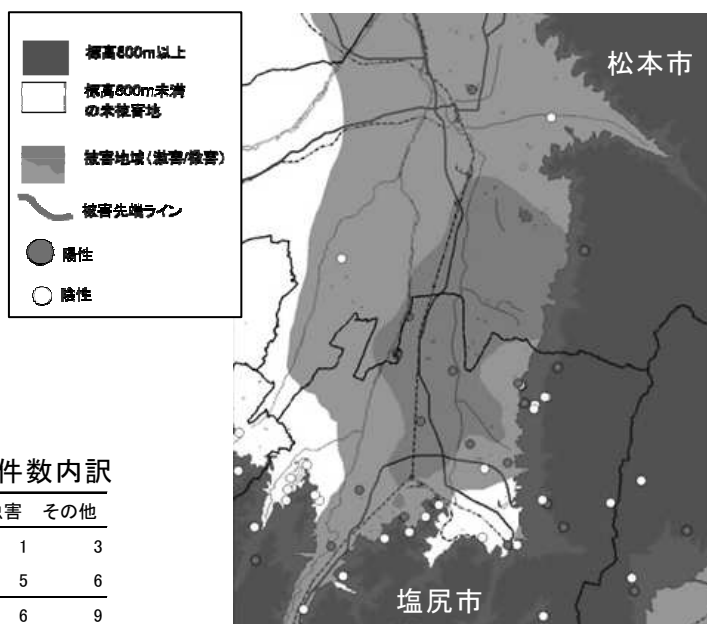 標高800m以上
標高800m未満
の未被害地
被害地域(激害/微害)
被害先端ライン
陽性
陰性
松本市
塩尻市
件数内訳
害 その他
1 3
5 6
6 9